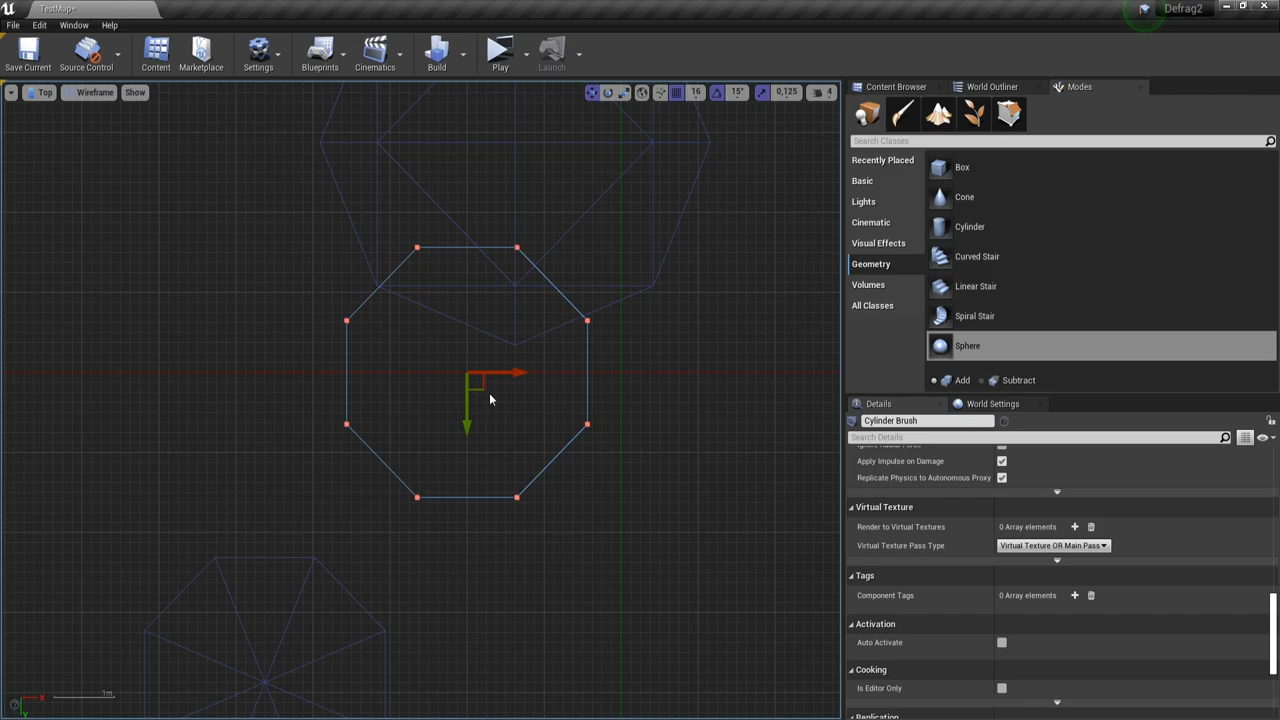 TestMap*
Defrag2
File Edit Window Help
Save Current Source Control Content Marketplace Settings Blueprints Cinematics Build Play Launch
Top Wireframe Show 16 15° 0,125 4
Content Browser World Outliner Modes
Search Classes
Recently Placed
Basic
Lights
Cinematic
Visual Effects
Geometry
Volumes
All Classes
Box
Cone
Cylinder
Curved Stair
Linear Stair
Spiral Stair
Sphere
Add Subtract
Details World Settings
Cylinder Brush
Search Details
Apply Impulse on Damage
Replicate Physics to Autonomous Proxy
Virtual Texture
Render to Virtual Textures 0 Array elements
Virtual Texture Pass Type Virtual Texture OR Main Pass
Tags
Component Tags 0 Array elements
Activation
Auto Activate
Cooking
Is Editor Only
Replication
1m
X
Y